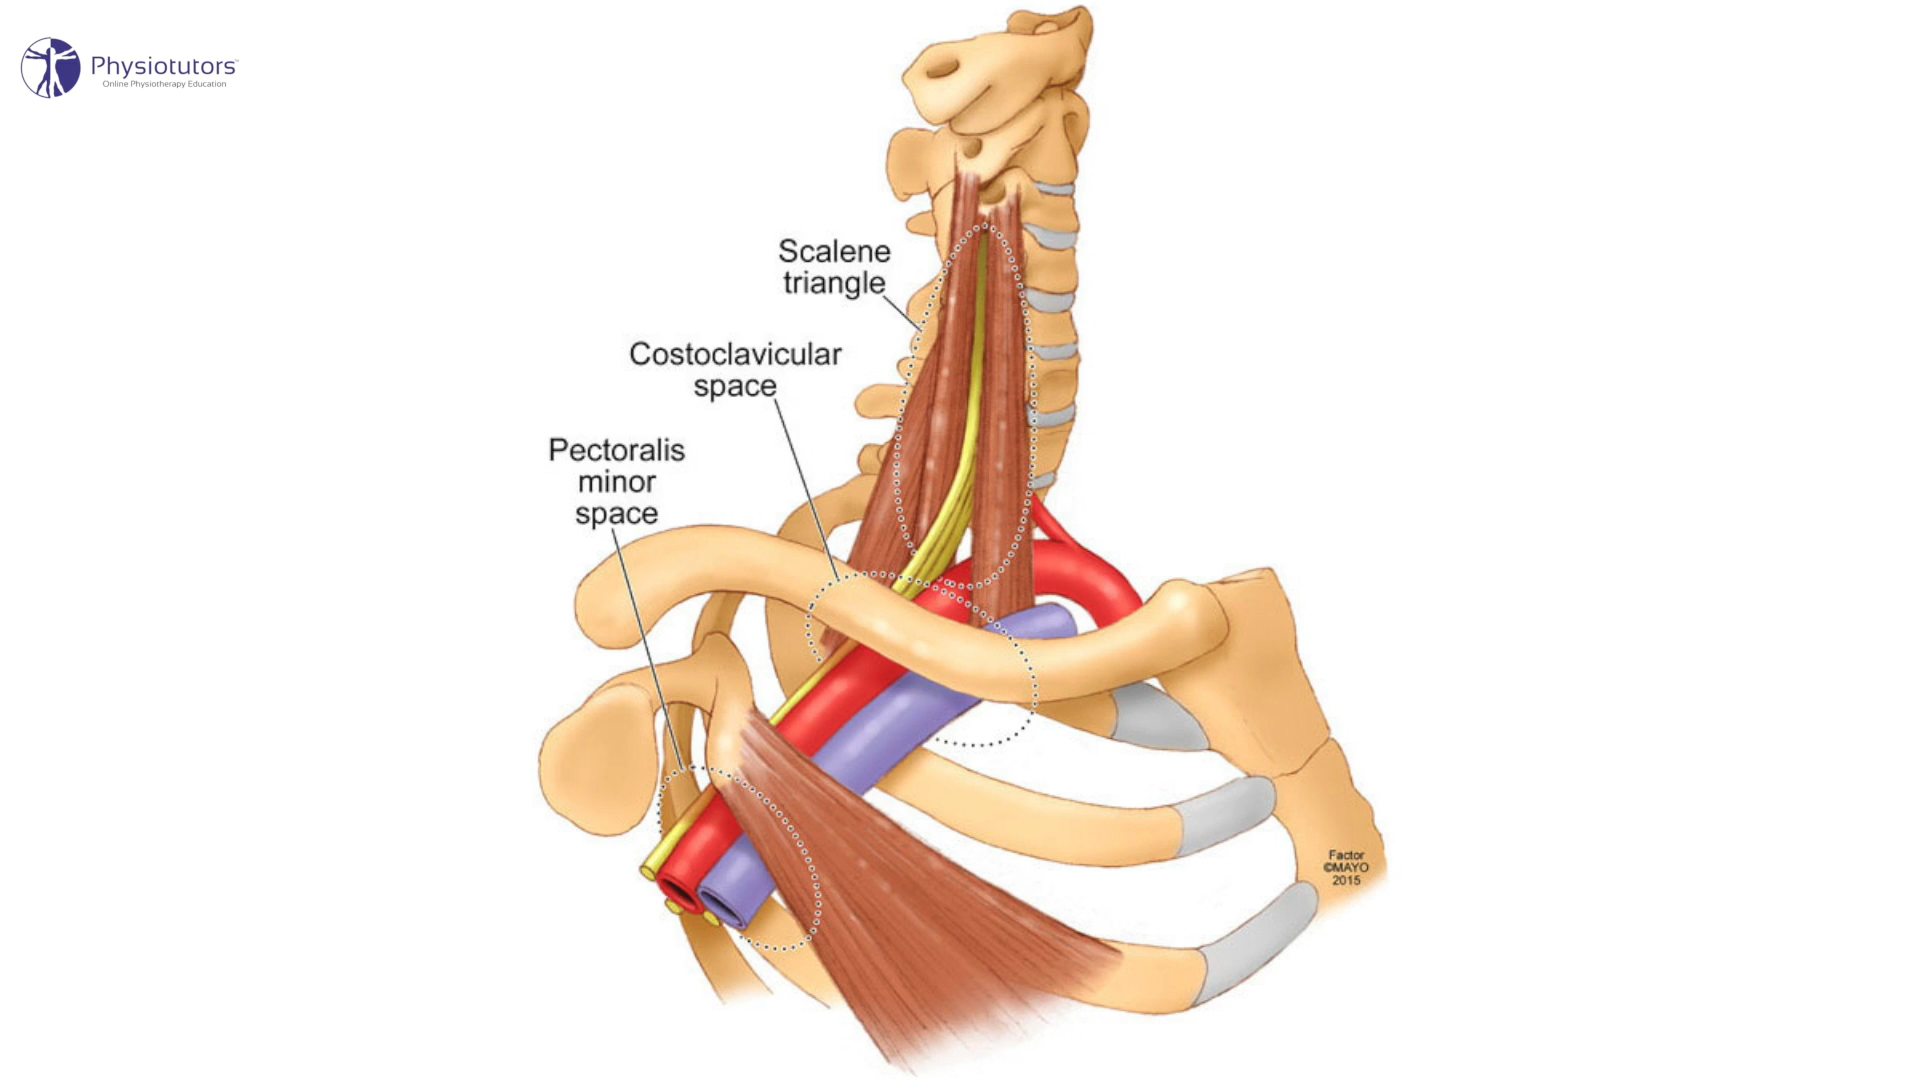 Physiotutors
Online Physiotherapy Education
Scalene
triangle
Costoclavicular
space
Pectoralis
minor
space
Factor
©MAYO
2015